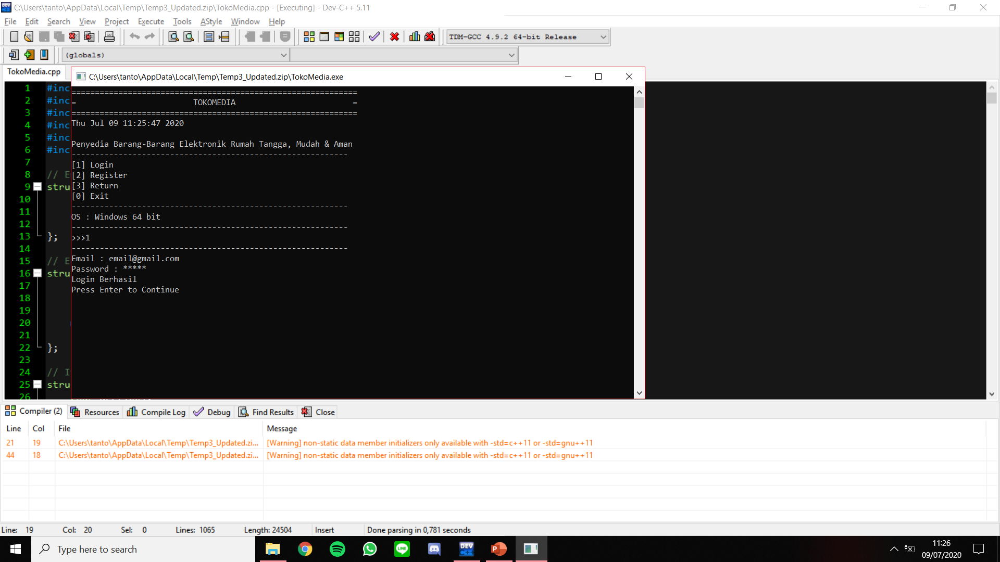 C:\Users\tanto\AppData\Local\Temp\Temp3_Updated.zip\TokoMedia.cpp - [Executing] - Dev-C++ 5.11
File Edit Search View Project Execute Tools AStyle Window Help
TDM-GCC 4.9.2 64-bit Release
(globals)
TokoMedia.cpp
C:\Users\tanto\AppData\Local\Temp\Temp3_Updated.zip\TokoMedia.exe
1 #inc
2 #inc
3 #inc
4 #inc
5 #inc
6 #inc
7
8 // E
9 stru
10
11
12
13 };
14
15 // E
16 stru
17
18
19
20
21
22 };
23
24 // I
25 stru
26
=============================================================
= TOKOMEDIA =
=============================================================
Thu Jul 09 11:25:47 2020
Penyedia Barang-Barang Elektronik Rumah Tangga, Mudah & Aman
-----------------------------------------------------------
[1] Login
[2] Register
[3] Return
[0] Exit
-----------------------------------------------------------
OS : Windows 64 bit
-----------------------------------------------------------
>>>1
-----------------------------------------------------------
Email : email@gmail.com
Password : *****
Login Berhasil
Press Enter to Continue
Compiler (2) Resources Compile Log Debug Find Results Close
Line Col File Message
21 19 C:\Users\tanto\AppData\Local\Temp\Temp3_Updated.zi... [Warning] non-static data member initializers only available with -std=c++11 or -std=gnu++11
44 18 C:\Users\tanto\AppData\Local\Temp\Temp3_Updated.zi... [Warning] non-static data member initializers only available with -std=c++11 or -std=gnu++11
Line: 19 Col: 20 Sel: 0 Lines: 1065 Length: 24504 Insert Done parsing in 0,781 seconds
Type here to search
LINE
DEV C++
P
11:26
09/07/2020